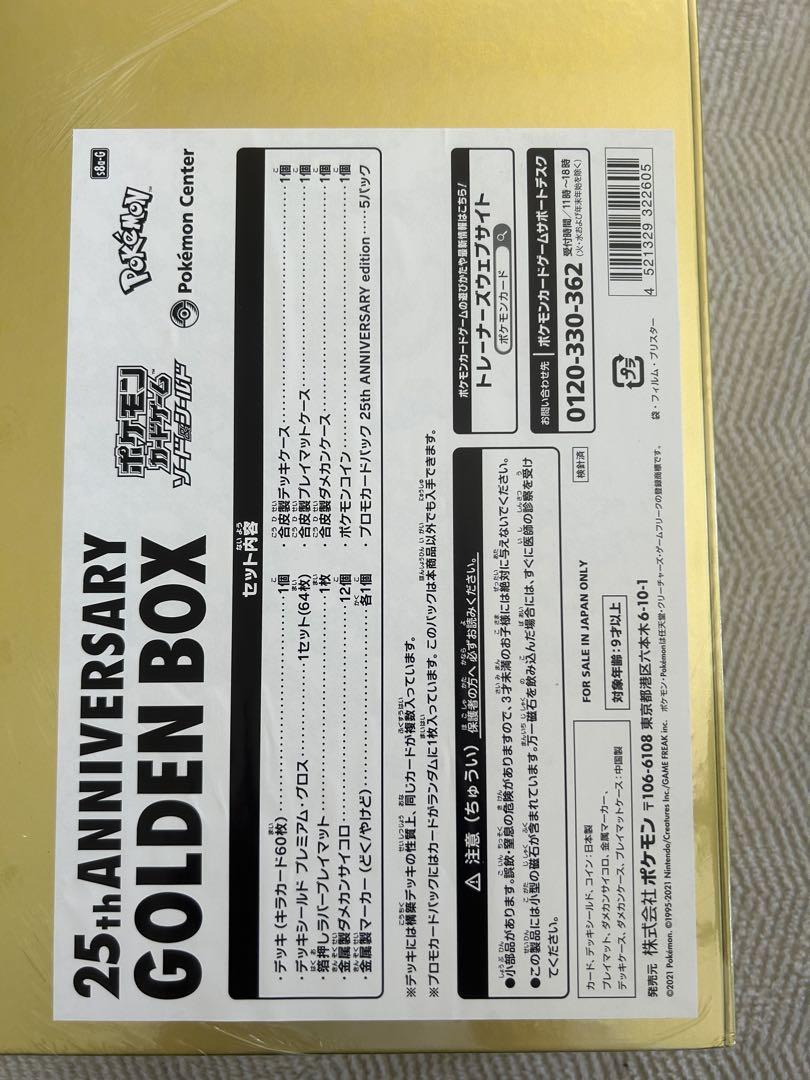 25th ANNIVERSARY
GOLDEN BOX
ポケモン
カードゲーム
ソード&シールド
Pokémon
Pokémon Center
s8a-G
セット内容
・デッキ(キラカード60枚)……1個
・デッキシールド プレミアム・グロス……1セット(64枚)
・箔押しラバープレイマット……1枚
・金属製ダメカンサイコロ……12個
・金属製マーカー(どく/やけど)……各1個
・合皮製デッキケース……1個
・合皮製プレイマットケース……1個
・合皮製ダメカンケース……1個
・ポケモンコイン……1個
・プロモカードパック 25th ANNIVERSARY edition……5パック
※デッキには構築デッキの性質上、同じカードが複数入っています。
※プロモカードパックにはカードがランダムに1枚入っています。このパックは本商品以外でも入手できます。
注意(ちゅうい) 保護者の方へ 必ずお読みください。
●小部品があります。誤飲・窒息の危険がありますので、3才未満のお子様には絶対に与えないでください。
●この製品には小型の磁石が含まれています。万一磁石を飲み込んだ場合には、すぐに医師の診察を受け
てください。
ポケモンカードゲームの遊びかたや最新情報はこちら!
トレーナーズウェブサイト
ポケモンカード
お問い合わせ先 ポケモンカードゲームサポートデスク
0120-330-362 受付時間/11時~18時
(火・水および年末年始を除く)
カード、デッキシールド、コイン:日本製
プレイマット、ダメカンサイコロ、金属マーカー、
デッキケース、ダメカンケース、プレイマットケース:中国製
FOR SALE IN JAPAN ONLY
対象年齢:9才以上
検針済
プラ
袋・フィルム・ブリスター
4 521329 322605
発売元 株式会社ポケモン 〒106-6108 東京都港区六本木6-10-1
©2021 Pokémon. ©1995-2021 Nintendo/Creatures Inc./GAME FREAK inc. ポケモン・Pokémonは任天堂・クリーチャーズ・ゲームフリークの登録商標です。